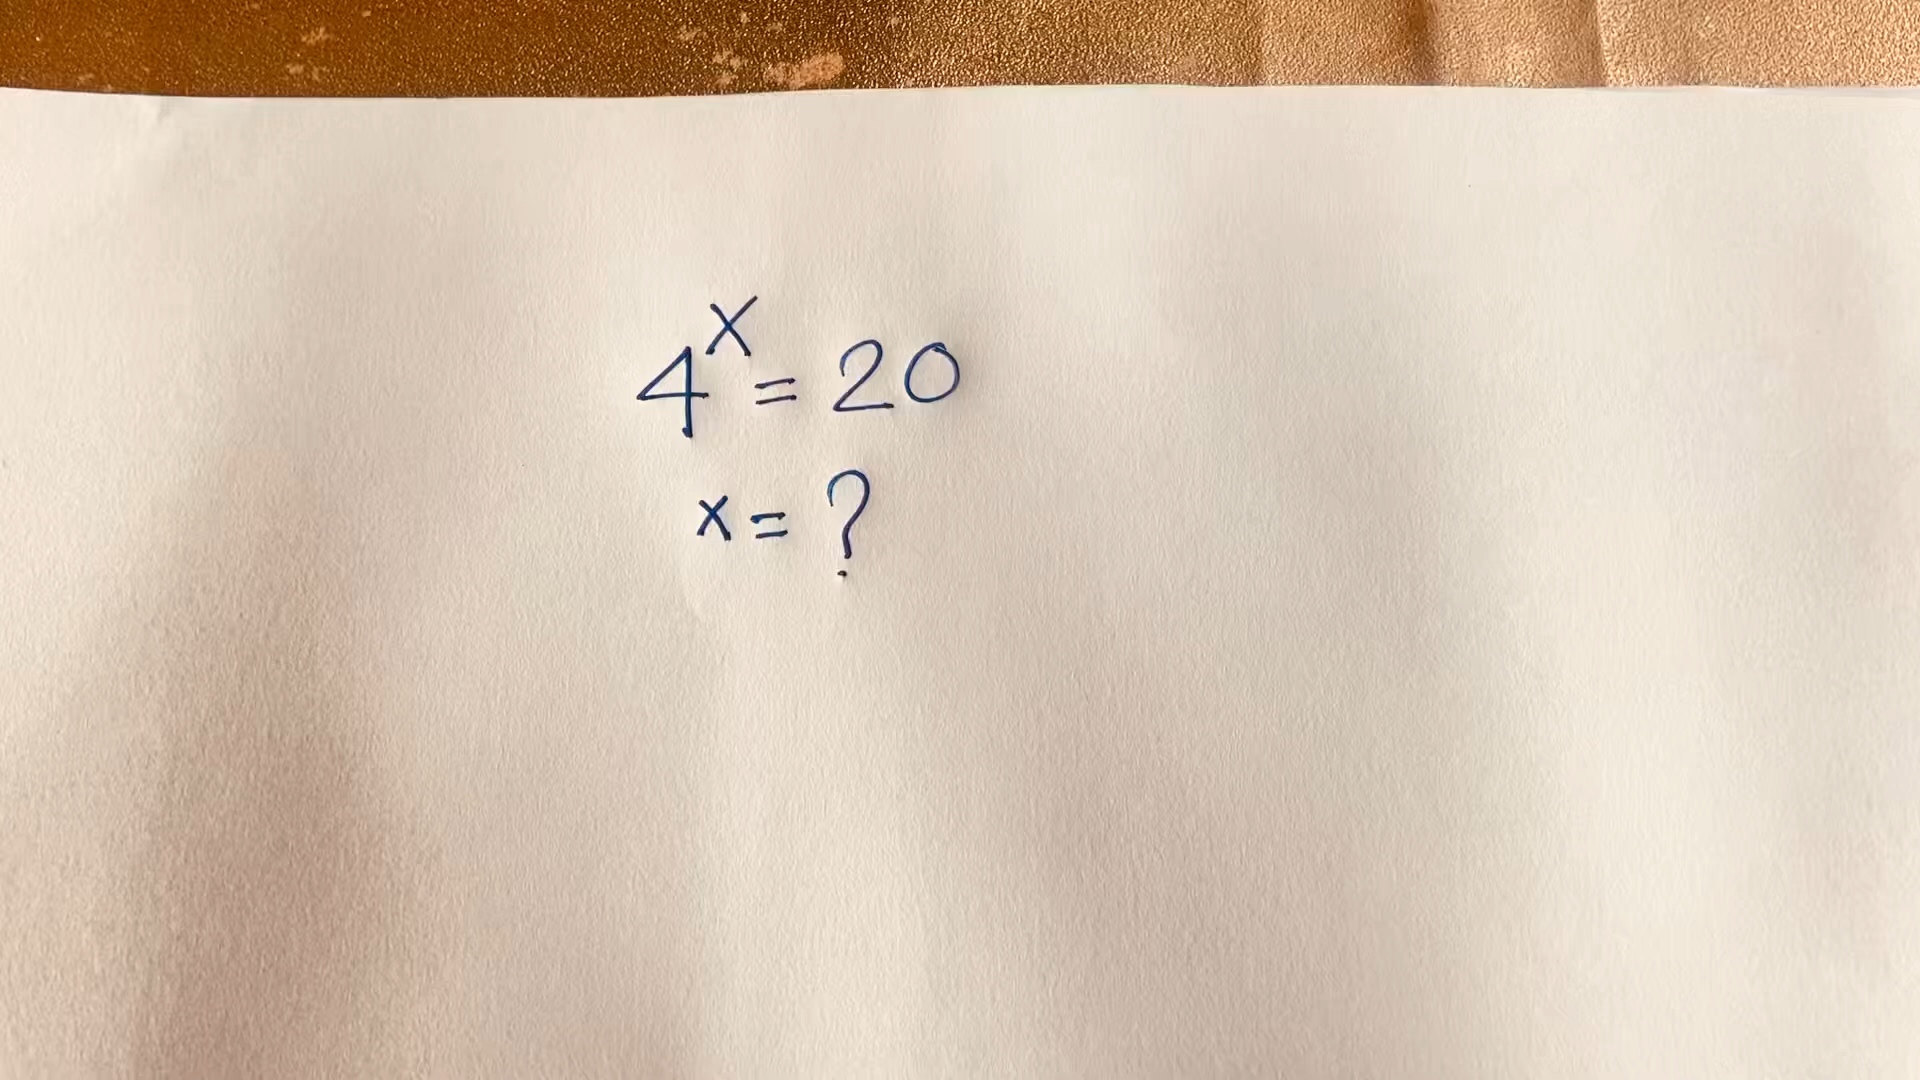 4^x = 20
x = ?